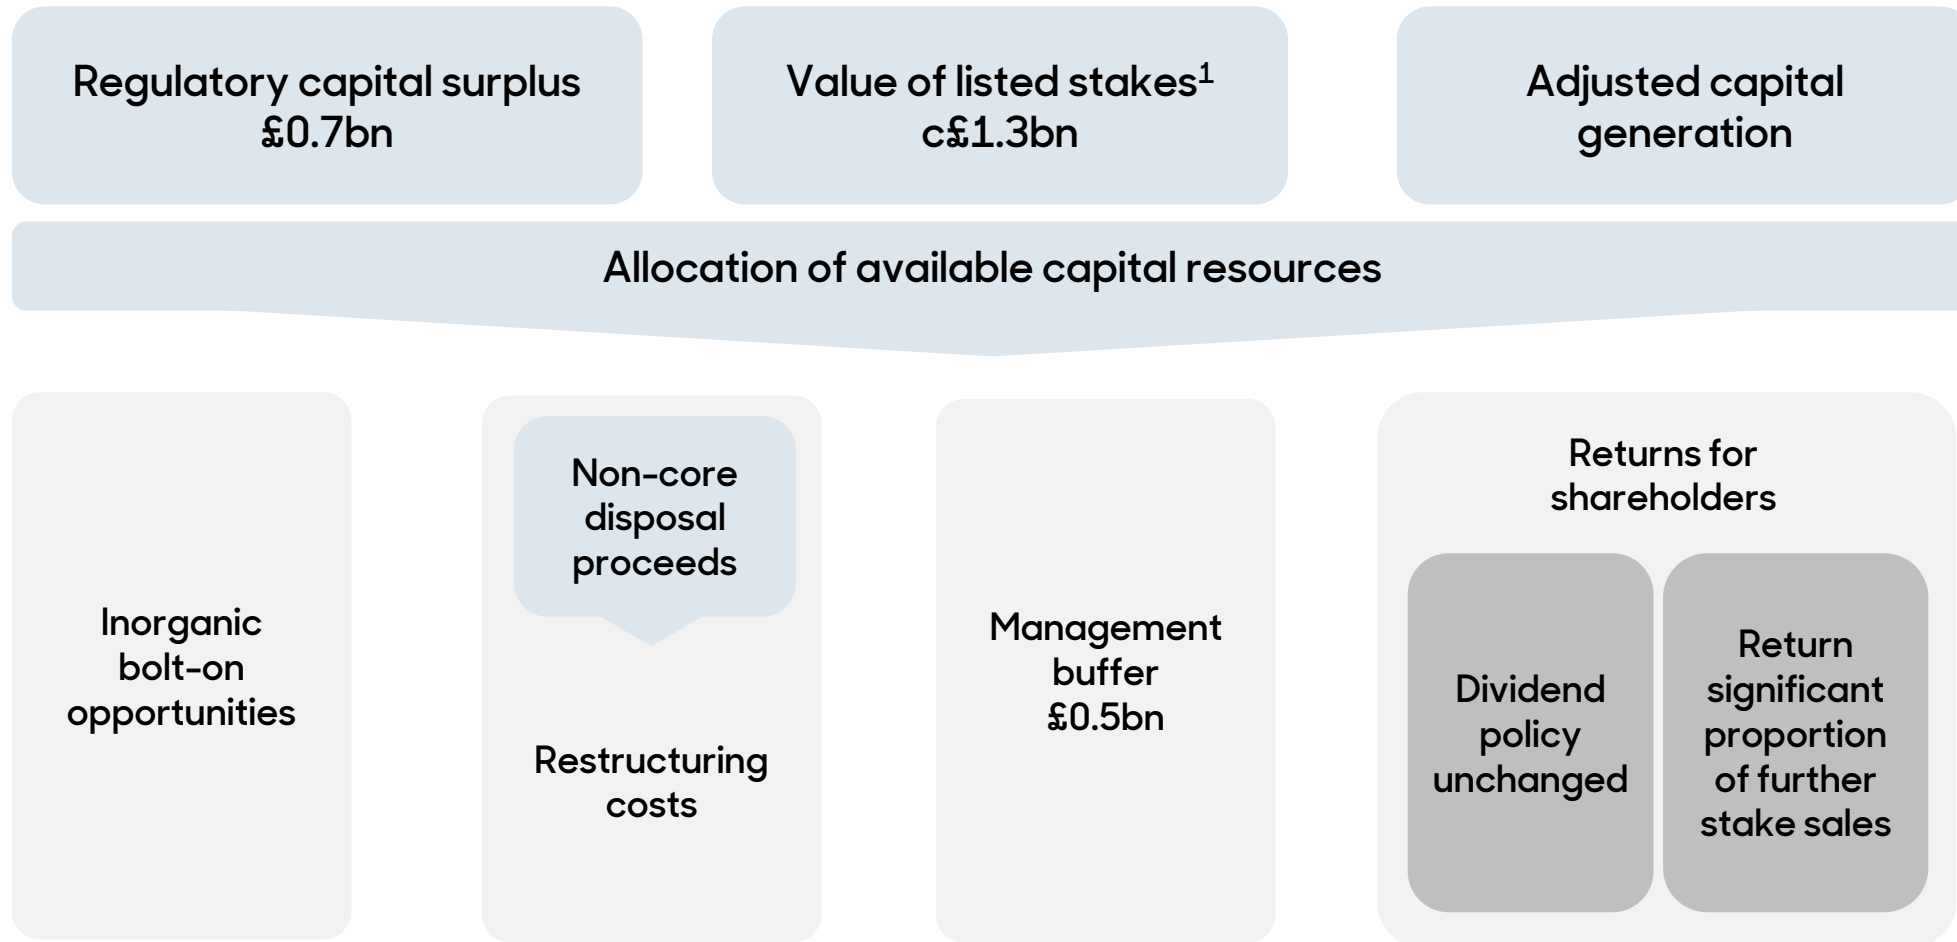 Regulatory capital surplus
£0.7bn
Value of listed stakes¹
c£1.3bn
Adjusted capital
generation
Allocation of available capital resources
Inorganic
bolt-on
opportunities
Non-core
disposal
proceeds
Restructuring
costs
Management
buffer
£0.5bn
Returns for
shareholders
Dividend
policy
unchanged
Return
significant
proportion
of further
stake sales